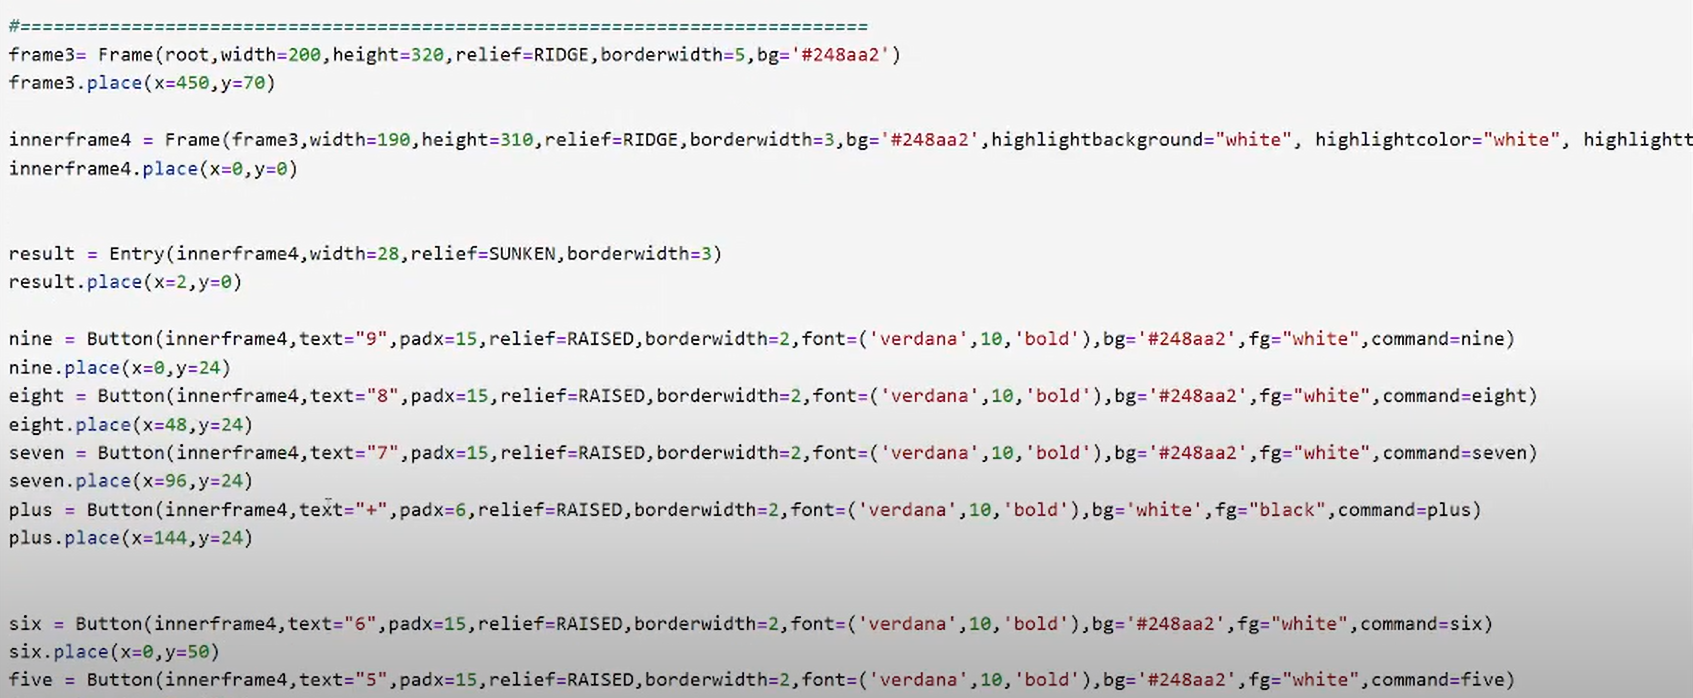 #============================================================================
frame3= Frame(root,width=200,height=320,relief=RIDGE,borderwidth=5,bg='#248aa2')
frame3.place(x=450,y=70)
innerframe4 = Frame(frame3,width=190,height=310,relief=RIDGE,borderwidth=3,bg='#248aa2',highlightbackground="white", highlightcolor="white", highlightt
innerframe4.place(x=0,y=0)
result = Entry(innerframe4,width=28,relief=SUNKEN,borderwidth=3)
result.place(x=2,y=0)
nine = Button(innerframe4,text="9",padx=15,relief=RAISED,borderwidth=2,font=('verdana',10,'bold'),bg='#248aa2',fg="white",command=nine)
nine.place(x=0,y=24)
eight = Button(innerframe4,text="8",padx=15,relief=RAISED,borderwidth=2,font=('verdana',10,'bold'),bg='#248aa2',fg="white",command=eight)
eight.place(x=48,y=24)
seven = Button(innerframe4,text="7",padx=15,relief=RAISED,borderwidth=2,font=('verdana',10,'bold'),bg='#248aa2',fg="white",command=seven)
seven.place(x=96,y=24)
plus = Button(innerframe4,text="+",padx=6,relief=RAISED,borderwidth=2,font=('verdana',10,'bold'),bg='white',fg="black",command=plus)
plus.place(x=144,y=24)
six = Button(innerframe4,text="6",padx=15,relief=RAISED,borderwidth=2,font=('verdana',10,'bold'),bg='#248aa2',fg="white",command=six)
six.place(x=0,y=50)
five = Button(innerframe4,text="5",padx=15,relief=RAISED,borderwidth=2,font=('verdana',10,'bold'),bg='#248aa2',fg="white",command=five)